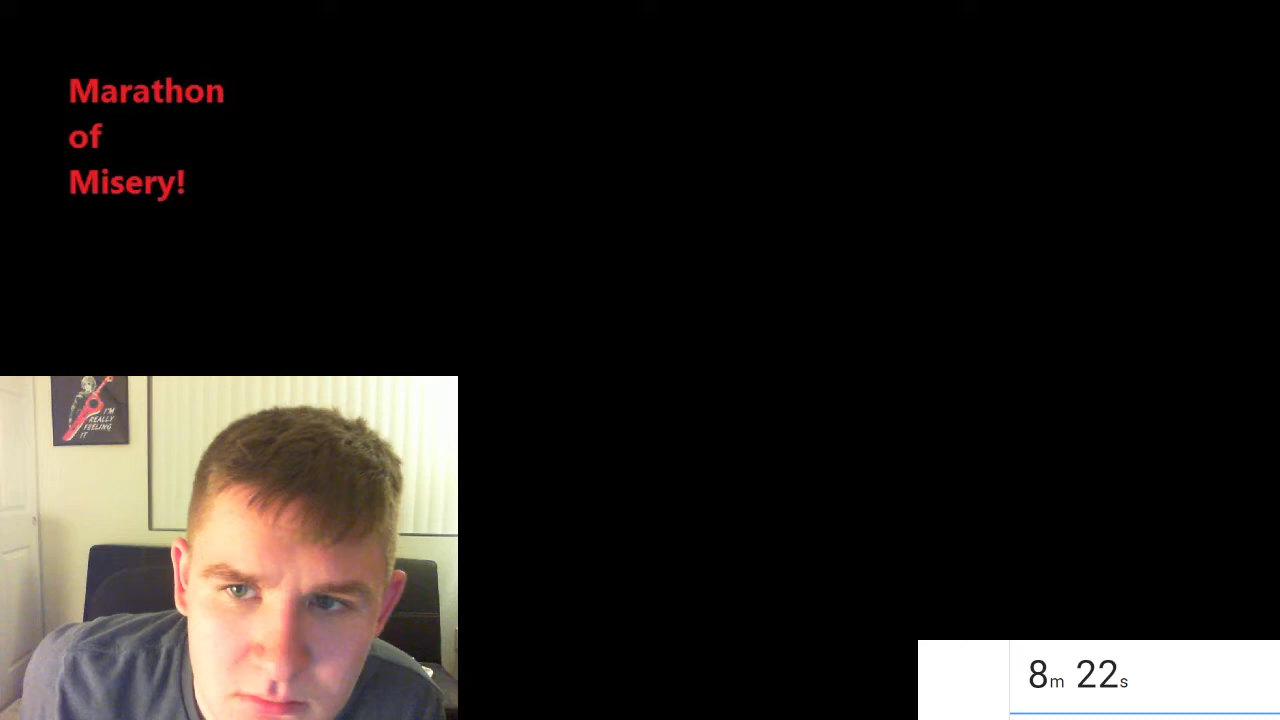 Marathon
of
Misery!
I'M
REALLY
FEELING
IT
8m 22s